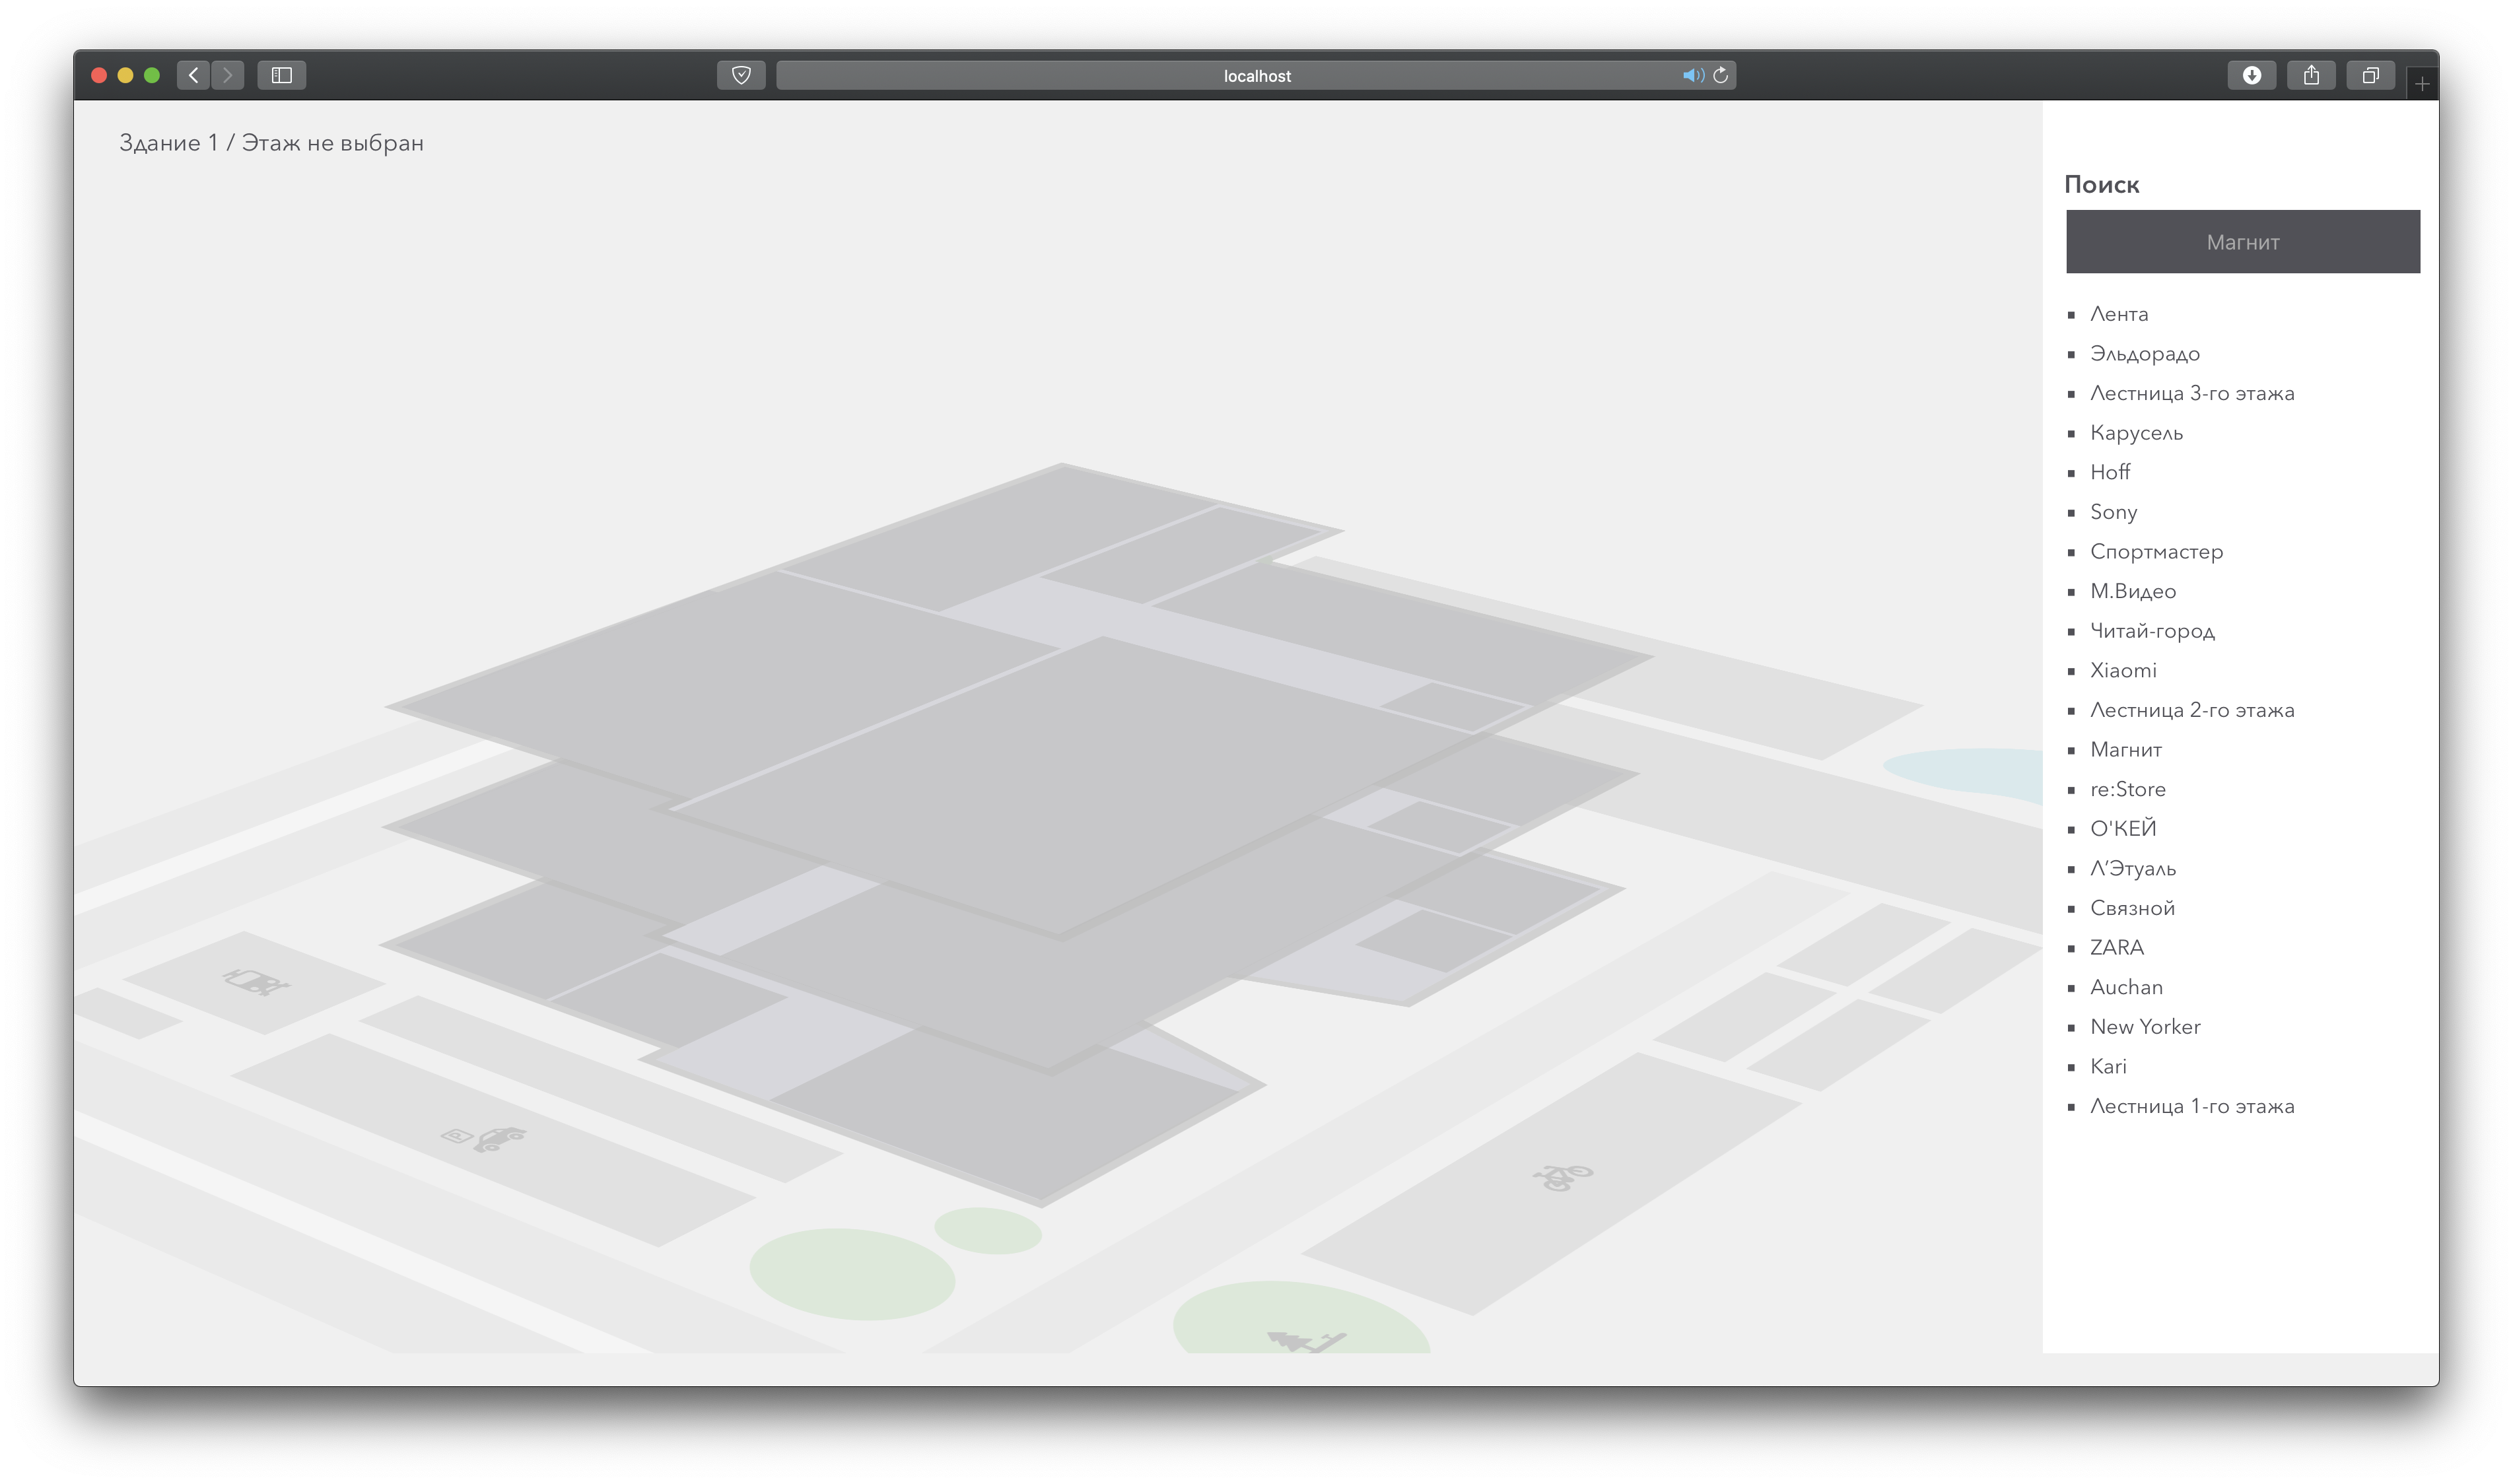 localhost
Здание 1 / Этаж не выбран
Поиск
Магнит
Лента
Эльдорадо
Лестница 3-го этажа
Карусель
Hoff
Sony
Спортмастер
М.Видео
Читай-город
Xiaomi
Лестница 2-го этажа
Магнит
re:Store
О'КЕЙ
Л’Этуаль
Связной
ZARA
Auchan
New Yorker
Kari
Лестница 1-го этажа
P